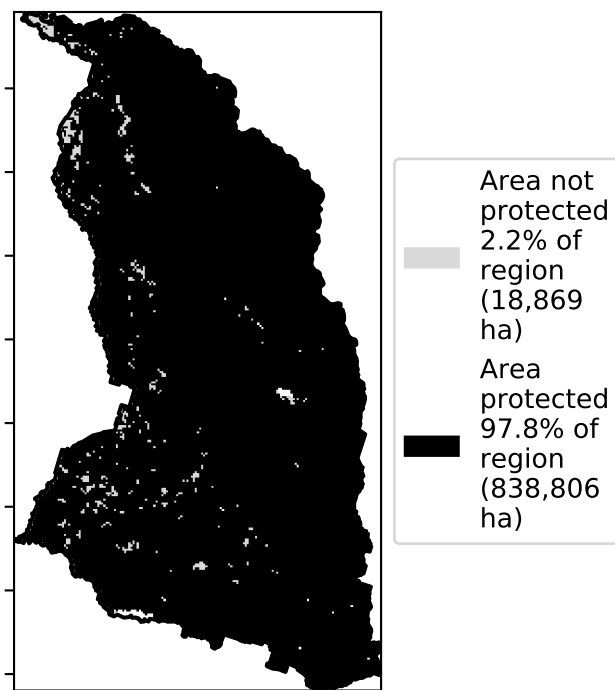 Area not
protected
2.2% of
region
(18,869
ha)
Area
protected
97.8% of
region
(838,806
ha)